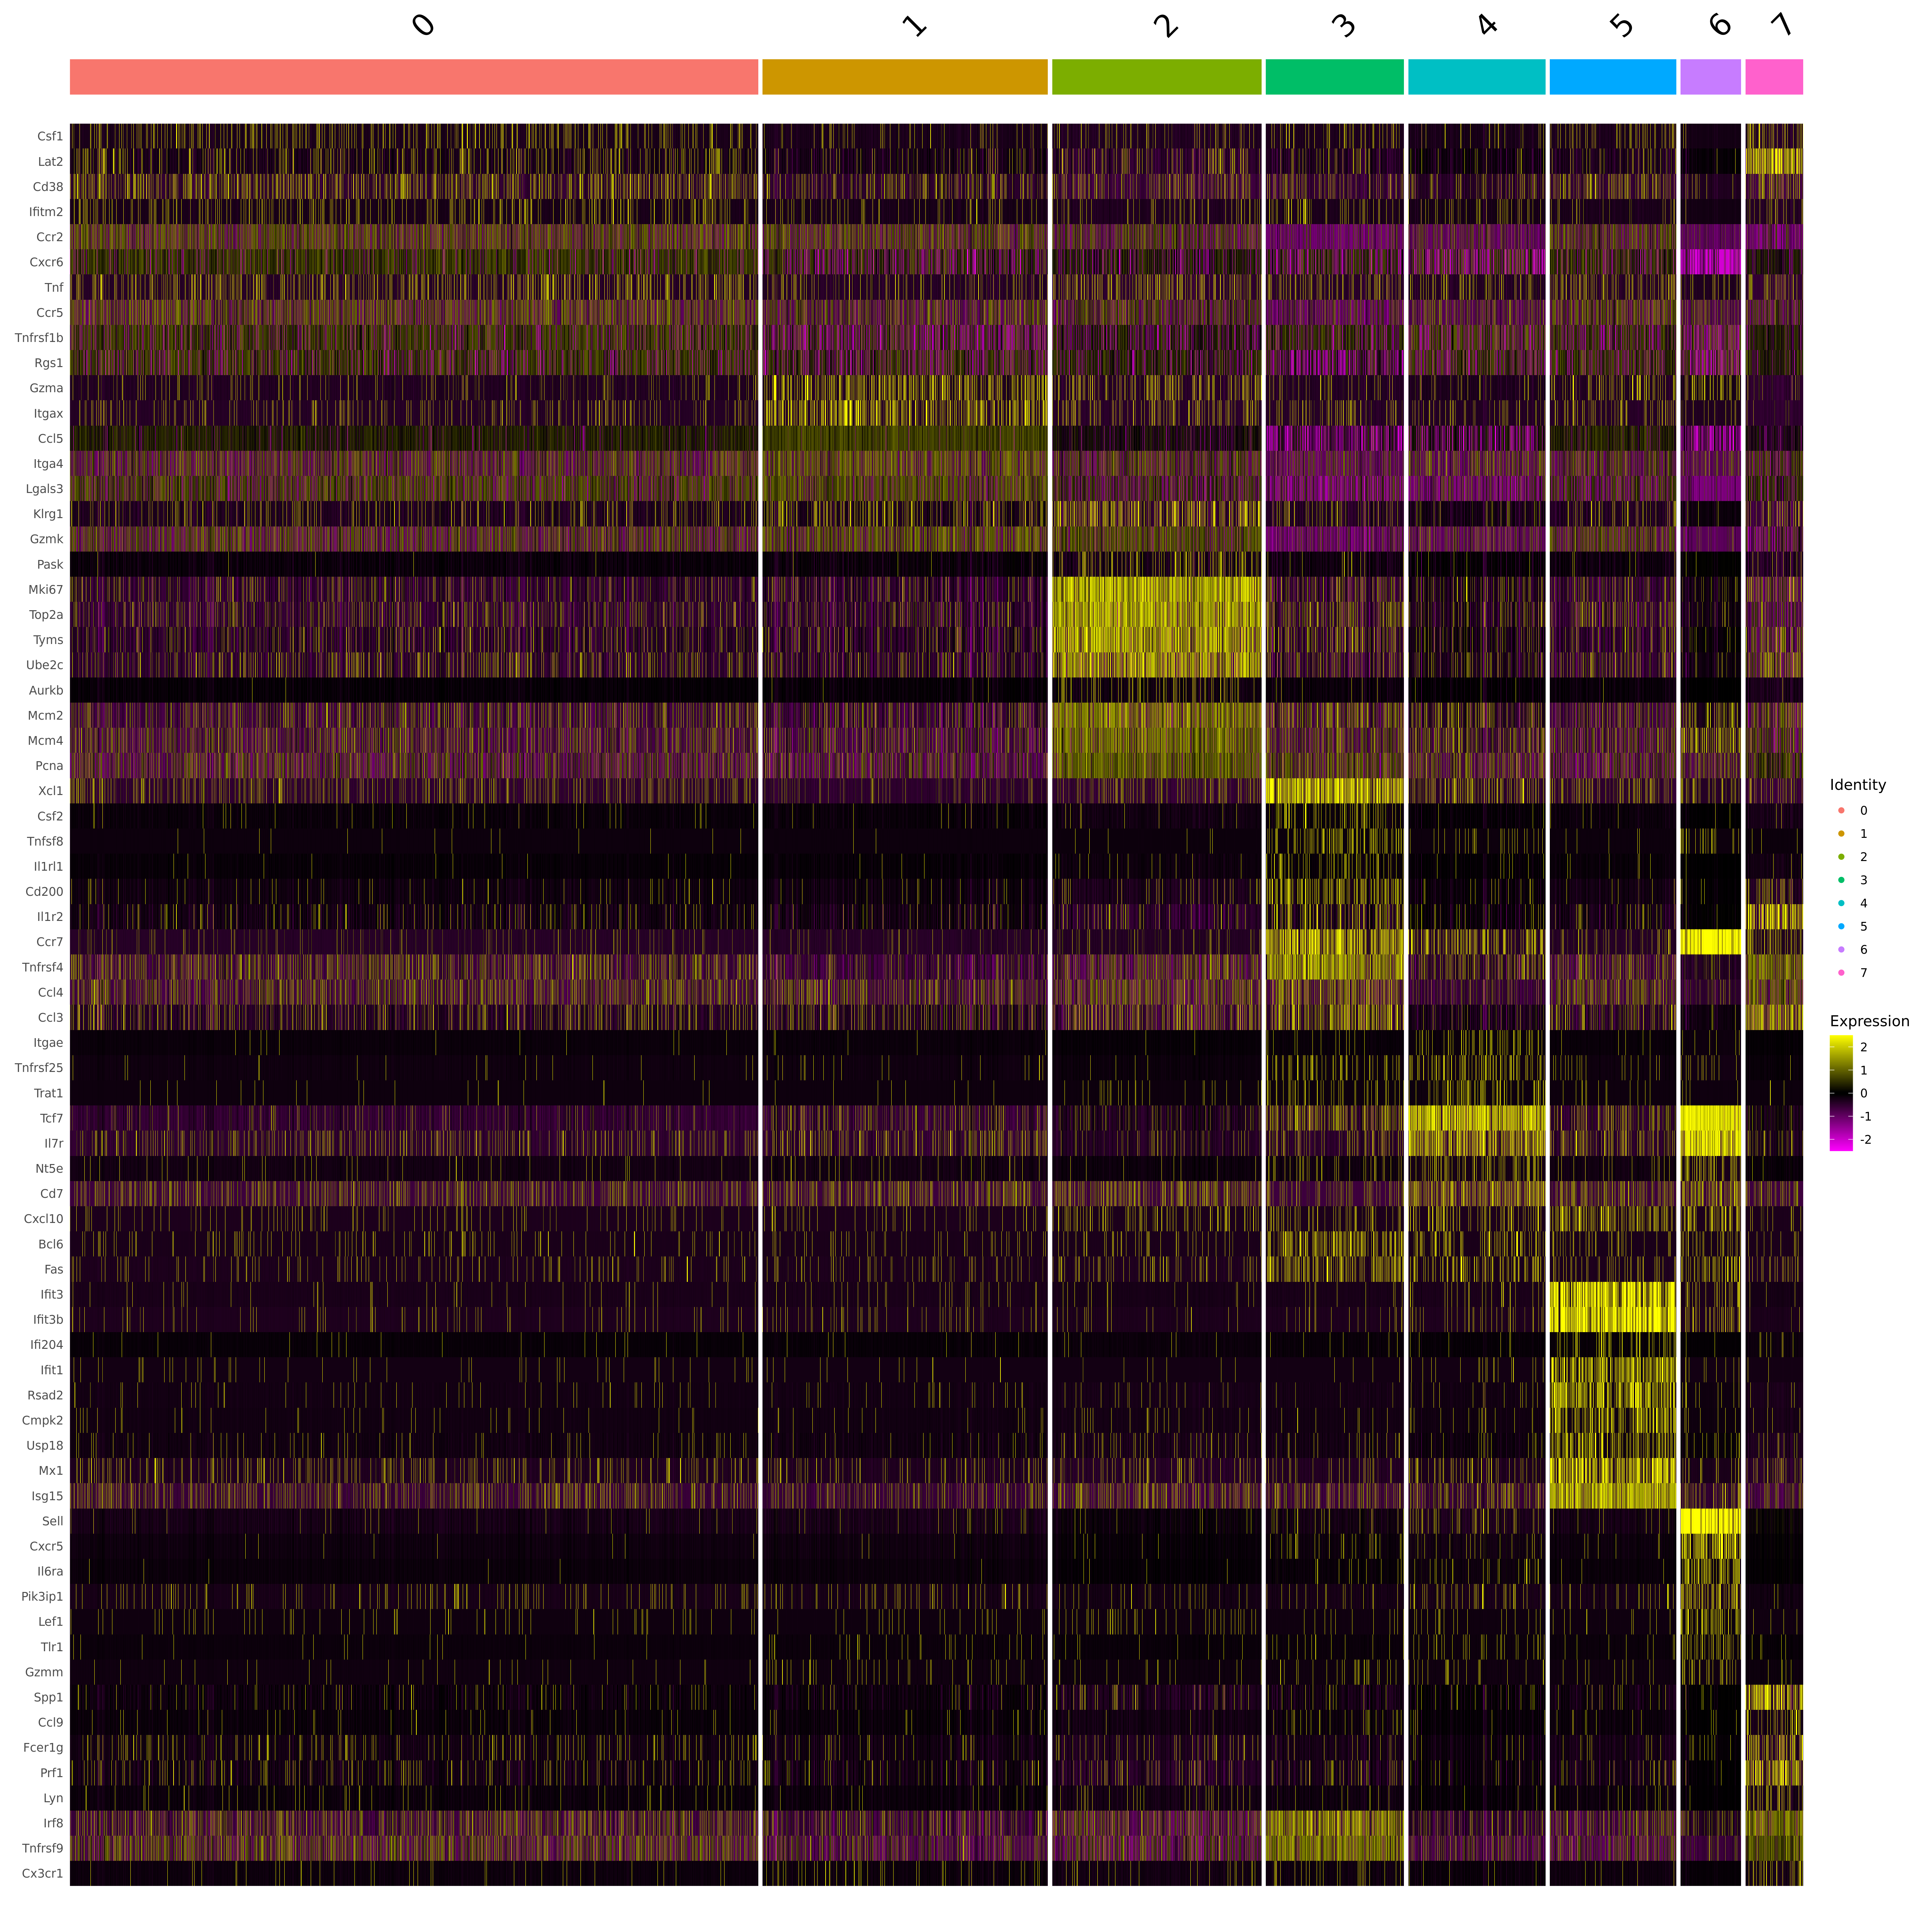 0 1 2 3 4 5 6 7
Csf1
Lat2
Cd38
Ifitm2
Ccr2
Cxcr6
Tnf
Ccr5
Tnfrsf1b
Rgs1
Gzma
Itgax
Ccl5
Itga4
Lgals3
Klrg1
Gzmk
Pask
Mki67
Top2a
Tyms
Ube2c
Aurkb
Mcm2
Mcm4
Pcna
Xcl1
Csf2
Tnfsf8
Il1rl1
Cd200
Il1r2
Ccr7
Tnfrsf4
Ccl4
Ccl3
Itgae
Tnfrsf25
Trat1
Tcf7
Il7r
Nt5e
Cd7
Cxcl10
Bcl6
Fas
Ifit3
Ifit3b
Ifi204
Ifit1
Rsad2
Cmpk2
Usp18
Mx1
Isg15
Sell
Cxcr5
Il6ra
Pik3ip1
Lef1
Tlr1
Gzmm
Spp1
Ccl9
Fcer1g
Prf1
Lyn
Irf8
Tnfrsf9
Cx3cr1
Identity
0
1
2
3
4
5
6
7
Expression
2
1
0
-1
-2